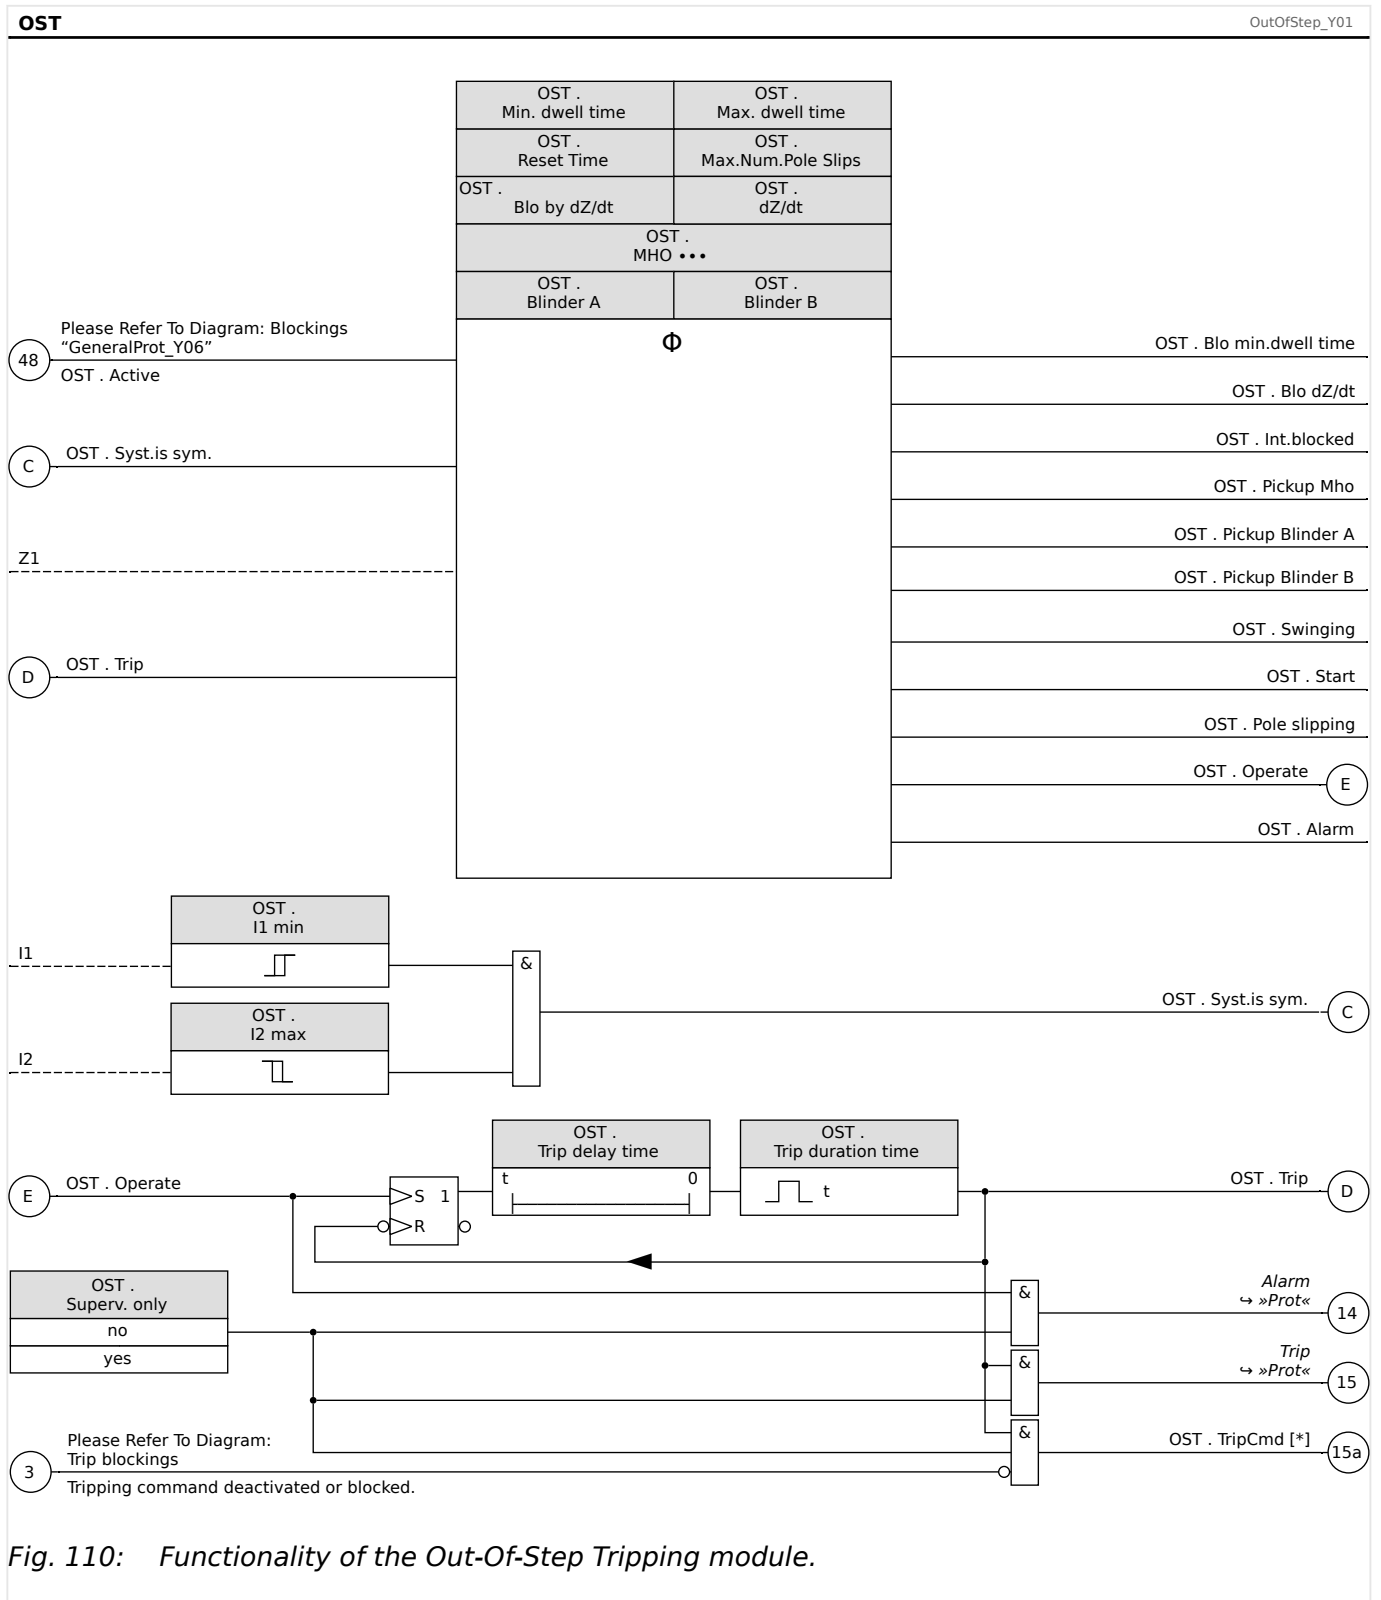 OST
OutOfStep_Y01
OST .
Min. dwell time
OST .
Max. dwell time
OST .
Reset Time
OST .
Max.Num.Pole Slips
OST .
Blo by dZ/dt
OST .
dZ/dt
OST .
MHO •••
OST .
Blinder A
OST .
Blinder B
Φ
Please Refer To Diagram: Blockings
“GeneralProt_Y06”
48
OST . Active
OST . Syst.is sym.
C
Z1
OST . Trip
D
OST . Blo min.dwell time
OST . Blo dZ/dt
OST . Int.blocked
OST . Pickup Mho
OST . Pickup Blinder A
OST . Pickup Blinder B
OST . Swinging
OST . Start
OST . Pole slipping
OST . Operate
E
OST . Alarm
OST .
I1 min
I1
&
OST .
I2 max
I2
OST . Syst.is sym.
C
OST .
Trip delay time
t 0
OST .
Trip duration time
t
OST . Operate
E
S 1
R
OST . Trip
D
OST .
Superv. only
no
yes
&
Alarm
↪ »Prot«
14
&
Trip
↪ »Prot«
15
&
OST . TripCmd [*]
15a
Please Refer To Diagram:
Trip blockings
3
Tripping command deactivated or blocked.
Fig. 110: Functionality of the Out-Of-Step Tripping module.